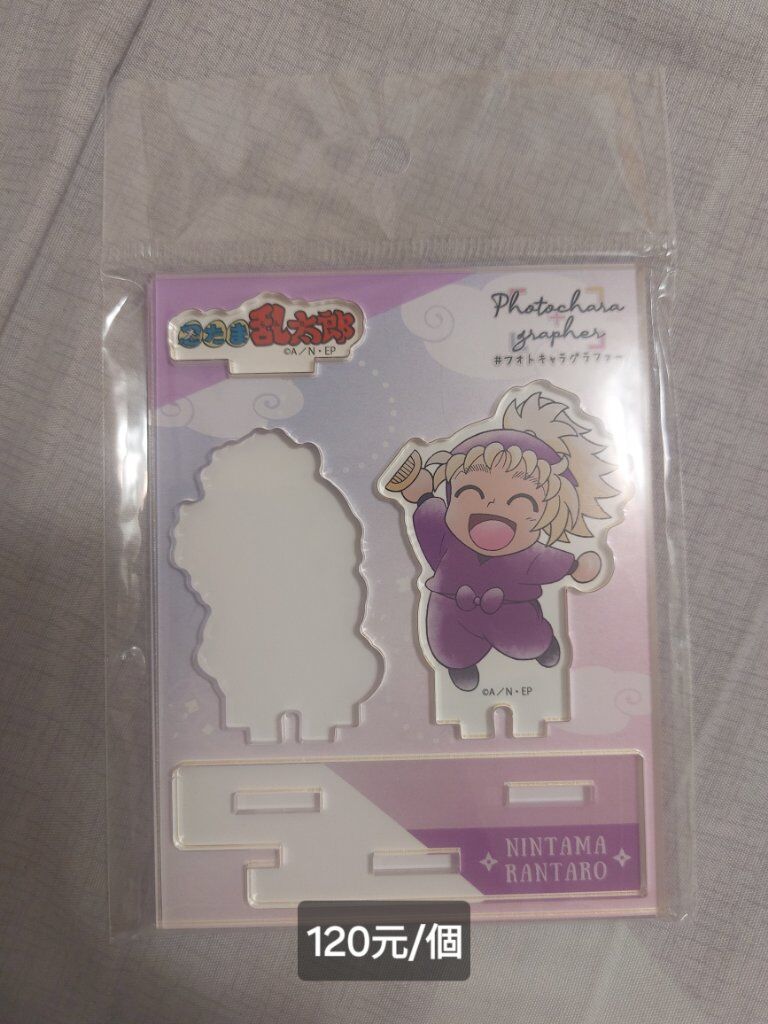 忍たま乱太郎
©A/N・EP
Photochara
grapher
#フォトキャラグラファー
©A/N・EP
NINTAMA
RANTARO
120元/個